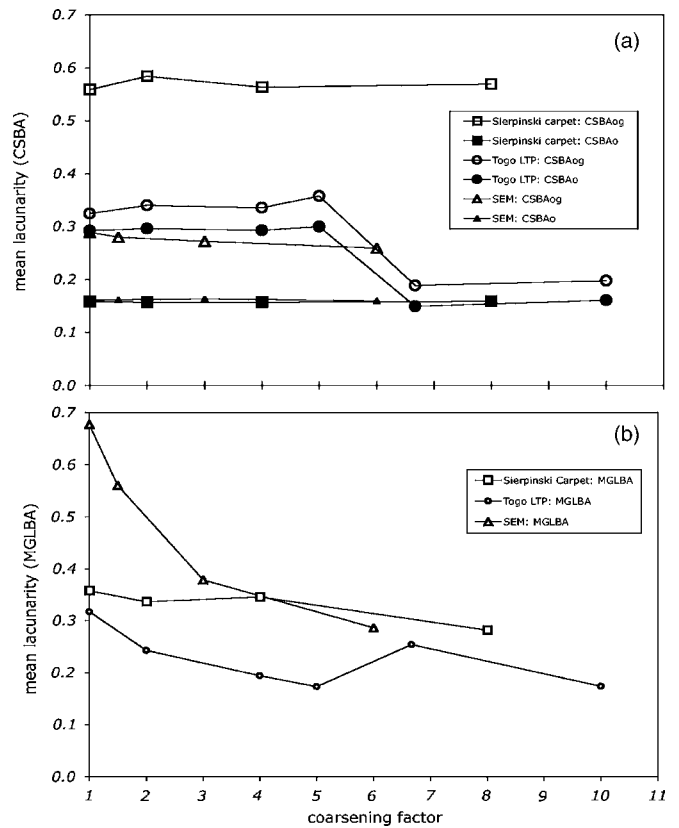 0.7
(a)
0.6
0.5
0.4
0.3
0.2
0.1
0.0
mean lacunarity (CSBA)
Sierpinski carpet: CSBAog
Sierpinski carpet: CSBAo
Togo LTP: CSBAog
Togo LTP: CSBAo
SEM: CSBAog
SEM: CSBAo
0.7
(b)
0.6
0.5
0.4
0.3
0.2
0.1
0.0
mean lacunarity (MGLBA)
Sierpinski Carpet: MGLBA
Togo LTP: MGLBA
SEM: MGLBA
1 2 3 4 5 6 7 8 9 10 11
coarsening factor